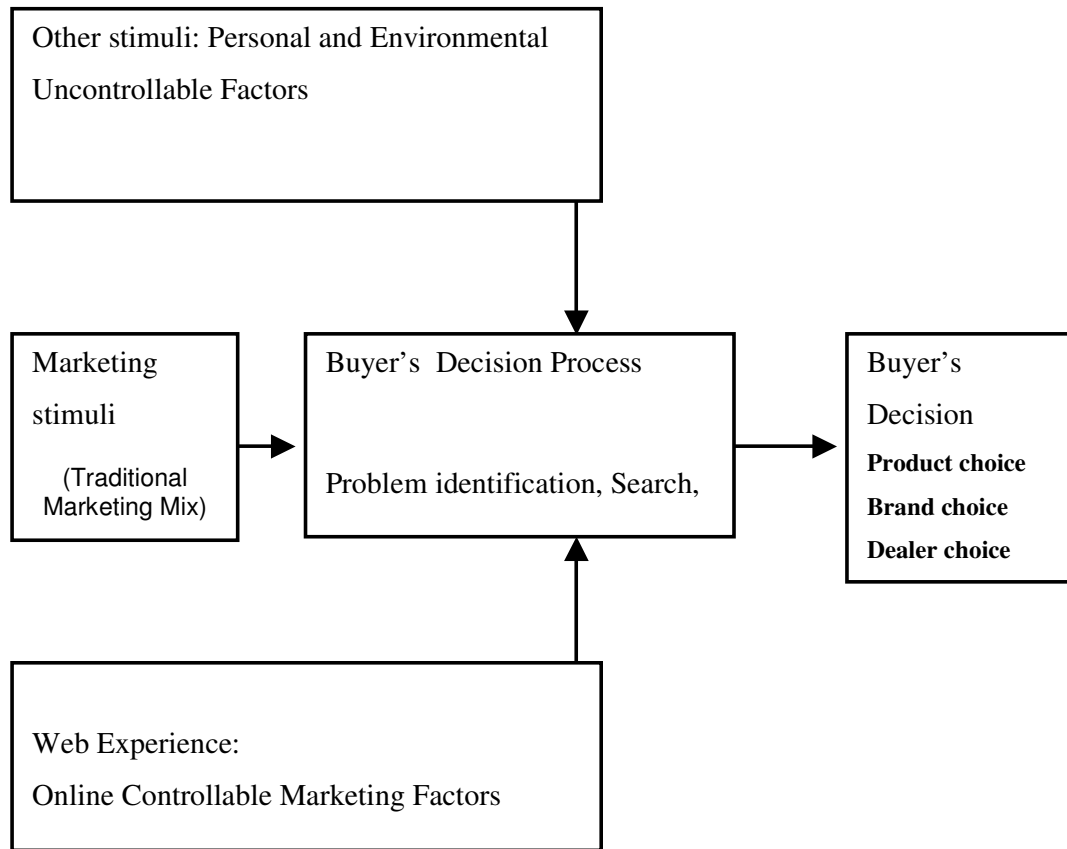 Other stimuli: Personal and Environmental
Uncontrollable Factors
Marketing
stimuli
(Traditional
Marketing Mix)
Buyer’s Decision Process
Problem identification, Search,
Buyer’s
Decision
Product choice
Brand choice
Dealer choice
Web Experience:
Online Controllable Marketing Factors